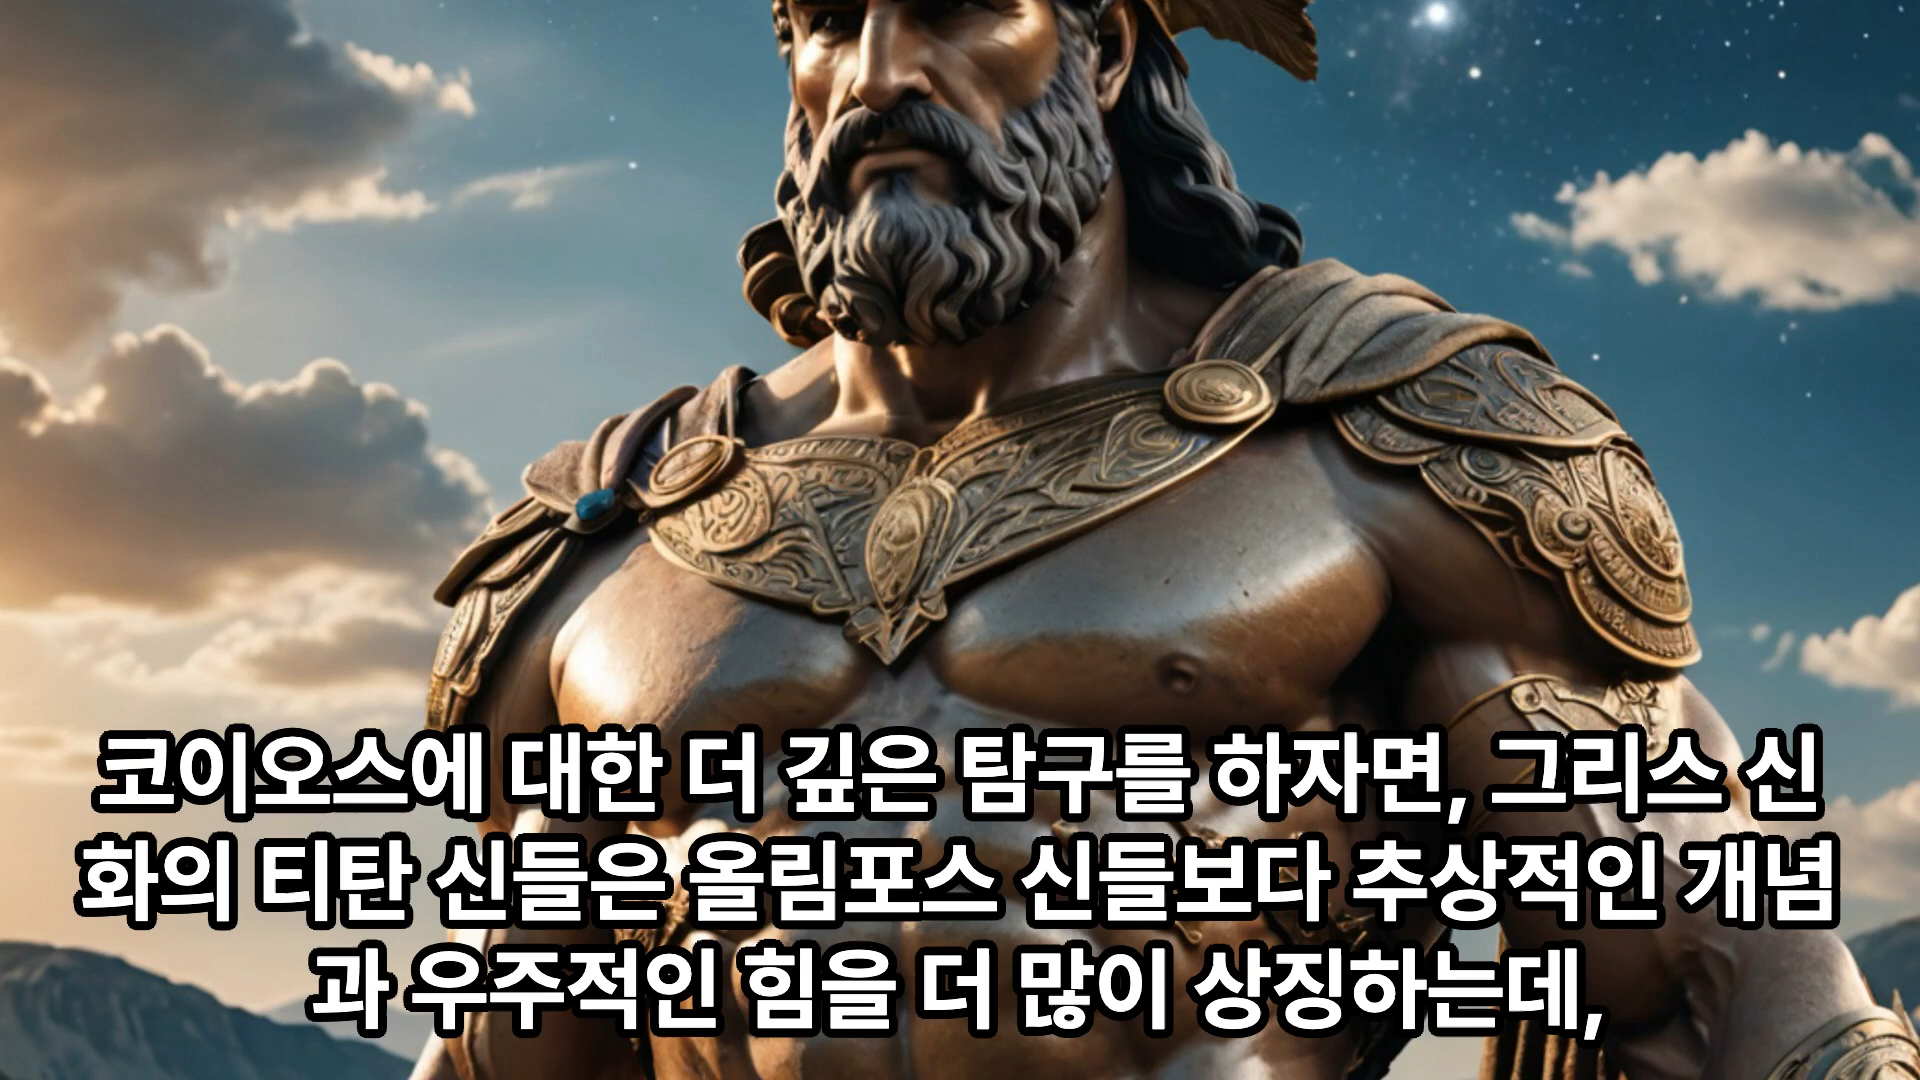 코이오스에 대한 더 깊은 탐구를 하자면, 그리스 신
화의 티탄 신들은 올림포스 신들보다 추상적인 개념
과 우주적인 힘을 더 많이 상징하는데,